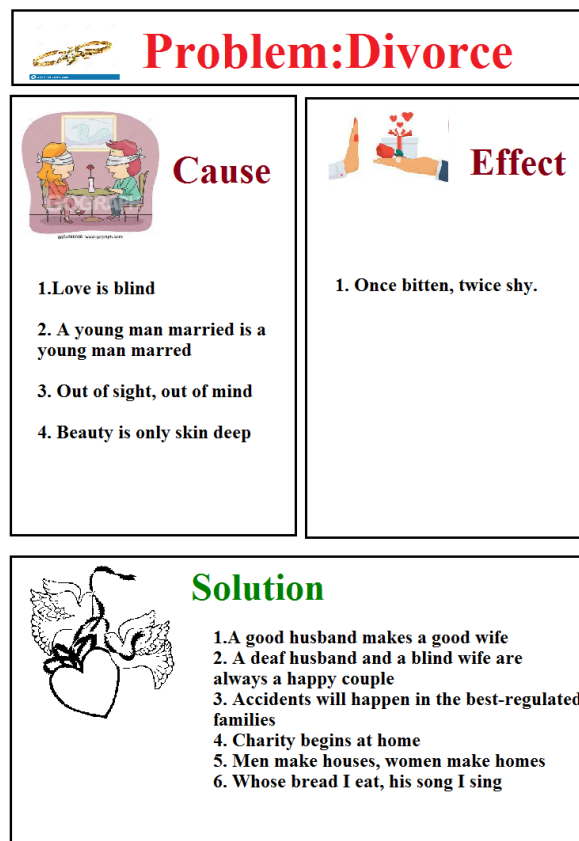 Problem:Divorce
Cause
GOGRAPH
www.gograph.com
1.Love is blind
2. A young man married is a
young man marred
3. Out of sight, out of mind
4. Beauty is only skin deep
Effect
1. Once bitten, twice shy.
Solution
1.A good husband makes a good wife
2. A deaf husband and a blind wife are
always a happy couple
3. Accidents will happen in the best-regulated
families
4. Charity begins at home
5. Men make houses, women make homes
6. Whose bread I eat, his song I sing